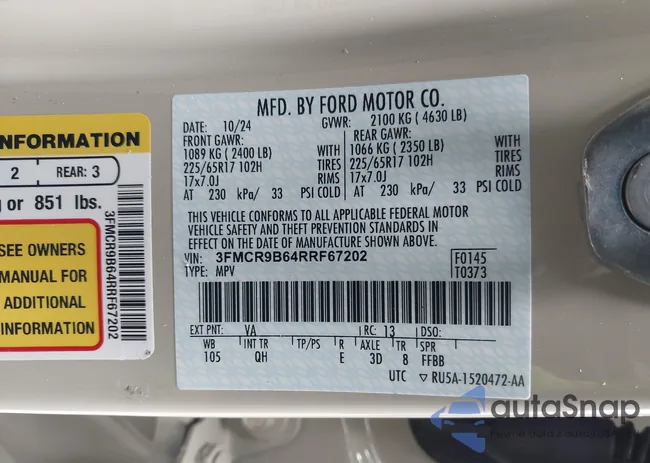 INFORMATION
2 REAR: 3
or 851 lbs.
SEE OWNERS
MANUAL FOR
ADDITIONAL
INFORMATION
3FMCR9B64RRF67202
MFD. BY FORD MOTOR CO.
DATE: 10/24 GVWR: 2100 KG ( 4630 LB)
FRONT GAWR: REAR GAWR:
1089 KG ( 2400 LB) WITH 1066 KG ( 2350 LB) WITH
225/65R17 102H TIRES 225/65R17 102H TIRES
17x7.0J RIMS 17x7.0J RIMS
AT 230 kPa/ 33 PSI COLD AT 230 kPa/ 33 PSI COLD
THIS VEHICLE CONFORMS TO ALL APPLICABLE FEDERAL MOTOR
VEHICLE SAFETY AND THEFT PREVENTION STANDARDS IN
EFFECT ON THE DATE OF MANUFACTURE SHOWN ABOVE.
VIN: 3FMCR9B64RRF67202 F0145
TYPE: MPV T0373
EXT PNT: VA RC: 13 DSO:
WB INT TR TP/PS R AXLE TR SPR
105 QH E 3D 8 FFBB
UTC ▽ RU5A-1520472-AA
autaSnap